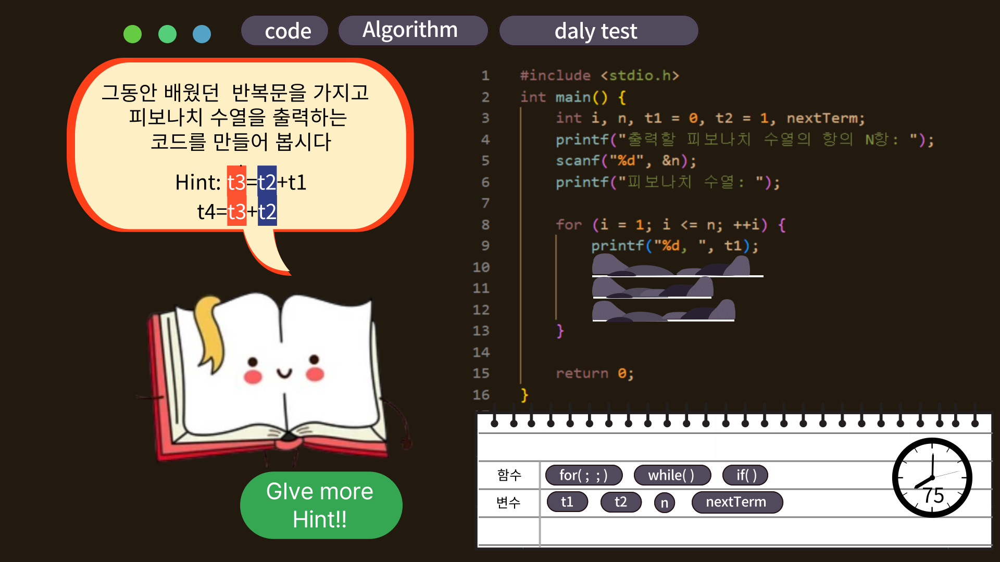 code
Algorithm
daly test
그동안 배웠던 반복문을 가지고
피보나치 수열을 출력하는
코드를 만들어 봅시다
.
Hint: t3=t2+t1
t4=t3+t2
1 #include <stdio.h>
2 int main() {
3 int i, n, t1 = 0, t2 = 1, nextTerm;
4 printf("출력할 피보나치 수열의 항의 N항: ");
5 scanf("%d", &n);
6 printf("피보나치 수열: ");
7
8 for (i = 1; i <= n; ++i) {
9 printf("%d, ", t1);
10
11
12
13 }
14
15 return 0;
16 }
GIve more
Hint!!
함수 for( ; ; ) while( ) if( )
변수 t1 t2 n nextTerm
75